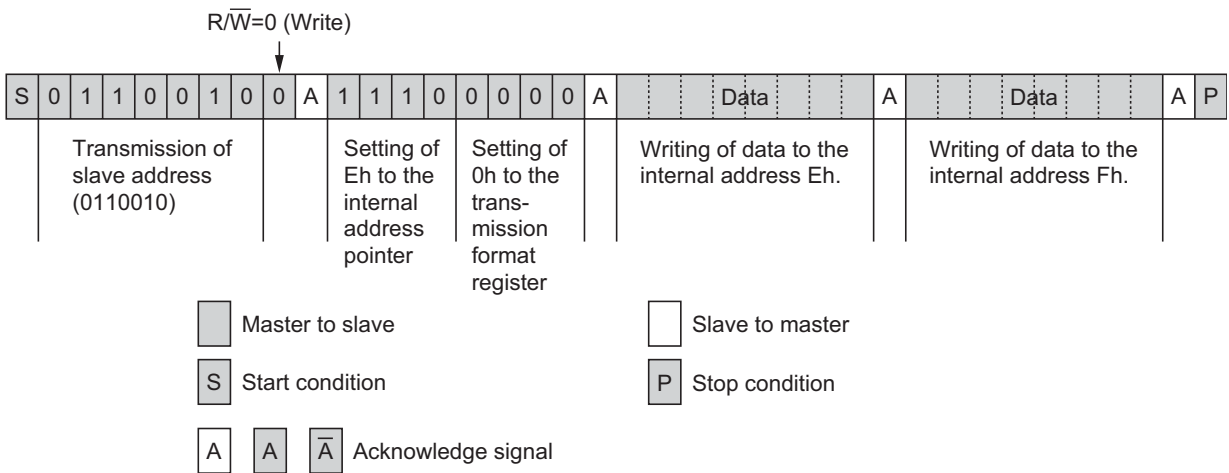 R/W̅=0 (Write)
S 0 1 1 0 0 1 0 0 A 1 1 1 0 0 0 0 0 A Data A Data A P
Transmission of
slave address
(0110010)
Setting of
Eh to the
internal
address
pointer
Setting of
0h to the
trans-
mission
format
register
Writing of data to the
internal address Eh.
Writing of data to the
internal address Fh.
Master to slave
Slave to master
S Start condition
P Stop condition
A A A̅ Acknowledge signal